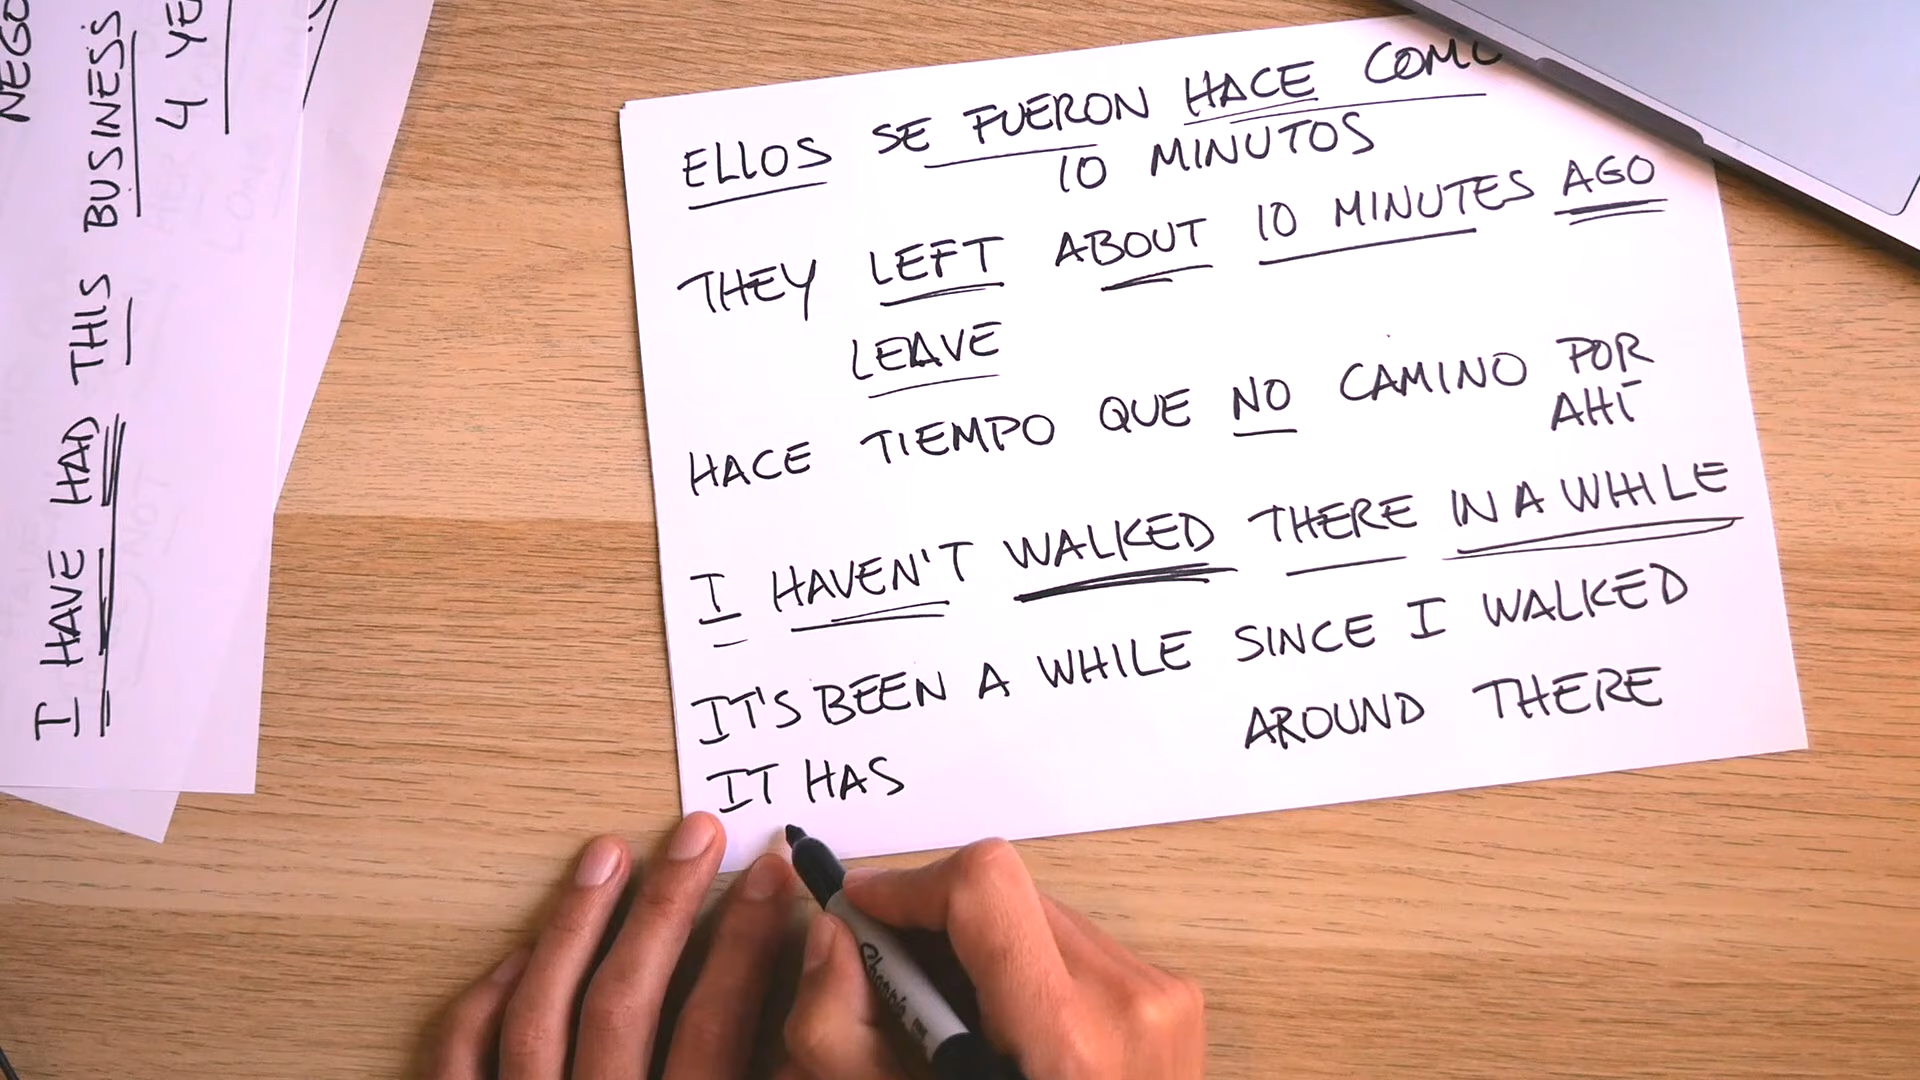 NEGO
I HAVE HAD THIS BUSINESS
4 YE
ELLOS SE FUERON HACE COMO
10 MINUTOS
THEY LEFT ABOUT 10 MINUTES AGO
LEAVE
HACE TIEMPO QUE NO CAMINO POR
AHÍ
I HAVEN'T WALKED THERE IN A WHILE
IT'S BEEN A WHILE SINCE I WALKED
AROUND THERE
IT HAS
Sharpie